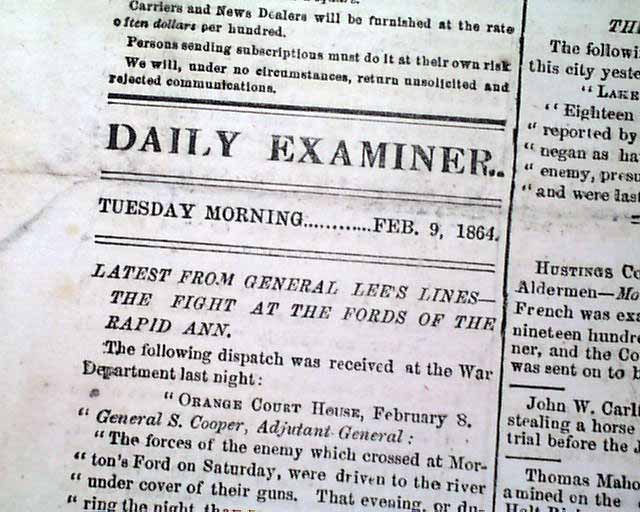 Carriers and News Dealers will be furnished at the rate
of ten dollars per hundred.
Persons sending subscriptions must do it at their own risk
We will, under no circumstances, return unsolicited and
rejected communications.
DAILY EXAMINER.
TUESDAY MORNING............FEB. 9, 1864.
LATEST FROM GENERAL LEE'S LINES—
THE FIGHT AT THE FORDS OF THE
RAPID ANN.
The following dispatch was received at the War
Department last night:
"ORANGE COURT HOUSE, February 8.
"General S. Cooper, Adjutant General:
"The forces of the enemy which crossed at Mor-
"ton's Ford on Saturday, were driven to the river
"under cover of their guns. That evening, or du-
"ring the night,
The followi
this city yeste
"LAKE
"Eighteen
"reported by
"negan as ha
"enemy, presu
"and were last
HUSTINGS CO
Aldermen—Mo
French was exa
nineteen hundre
ner, and the Co
was sent on to b
John W. Carl
stealing a horse
trial before the J
Thomas Maho
amined on the